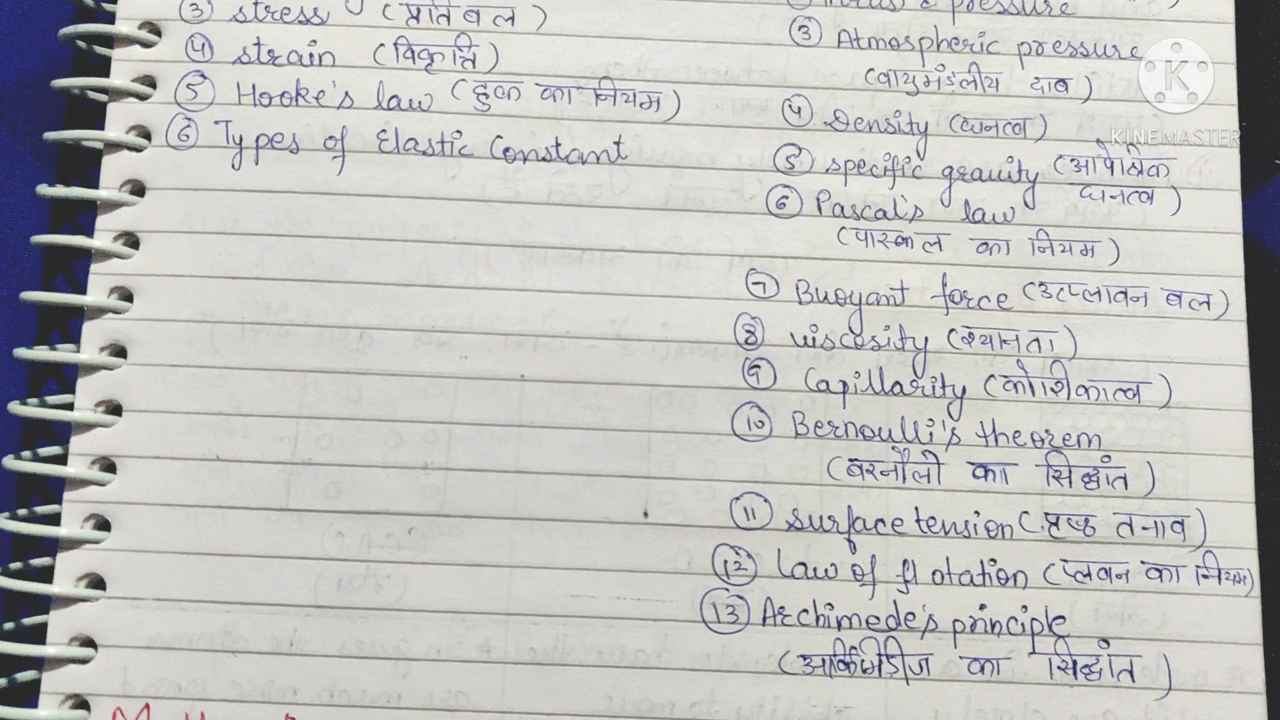 ③ stress (प्रतिबल)
④ strain (विकृति)
⑤ Hooke's law (हुक का नियम)
⑥ Types of Elastic Constant
pressure
③ Atmospheric pressure
(वायुमंडलीय दाब)
④ Density (घनत्व)
⑤ specific gravity (आपेक्षिक
घनत्व)
⑥ Pascal's law
(पास्कल का नियम)
⑦ Buoyant force (उत्प्लावन बल)
⑧ viscosity (श्यानता)
⑨ Capillarity (कोशिकात्व)
⑩ Bernoulli's theorem
(बरनौली का सिद्धांत)
⑪ surface tension (पृष्ठ तनाव)
⑫ Law of flotation (प्लवन का नियम)
⑬ Archimede's principle
(आर्किमिडीज का सिद्धांत)
K
KINEMASTER